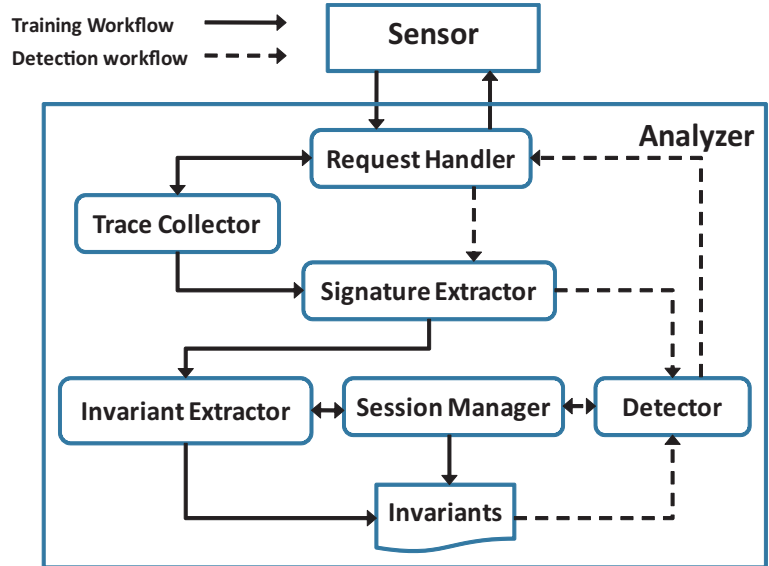 Training Workflow
Detection workflow
Sensor
Analyzer
Request Handler
Trace Collector
Signature Extractor
Invariant Extractor
Session Manager
Detector
Invariants